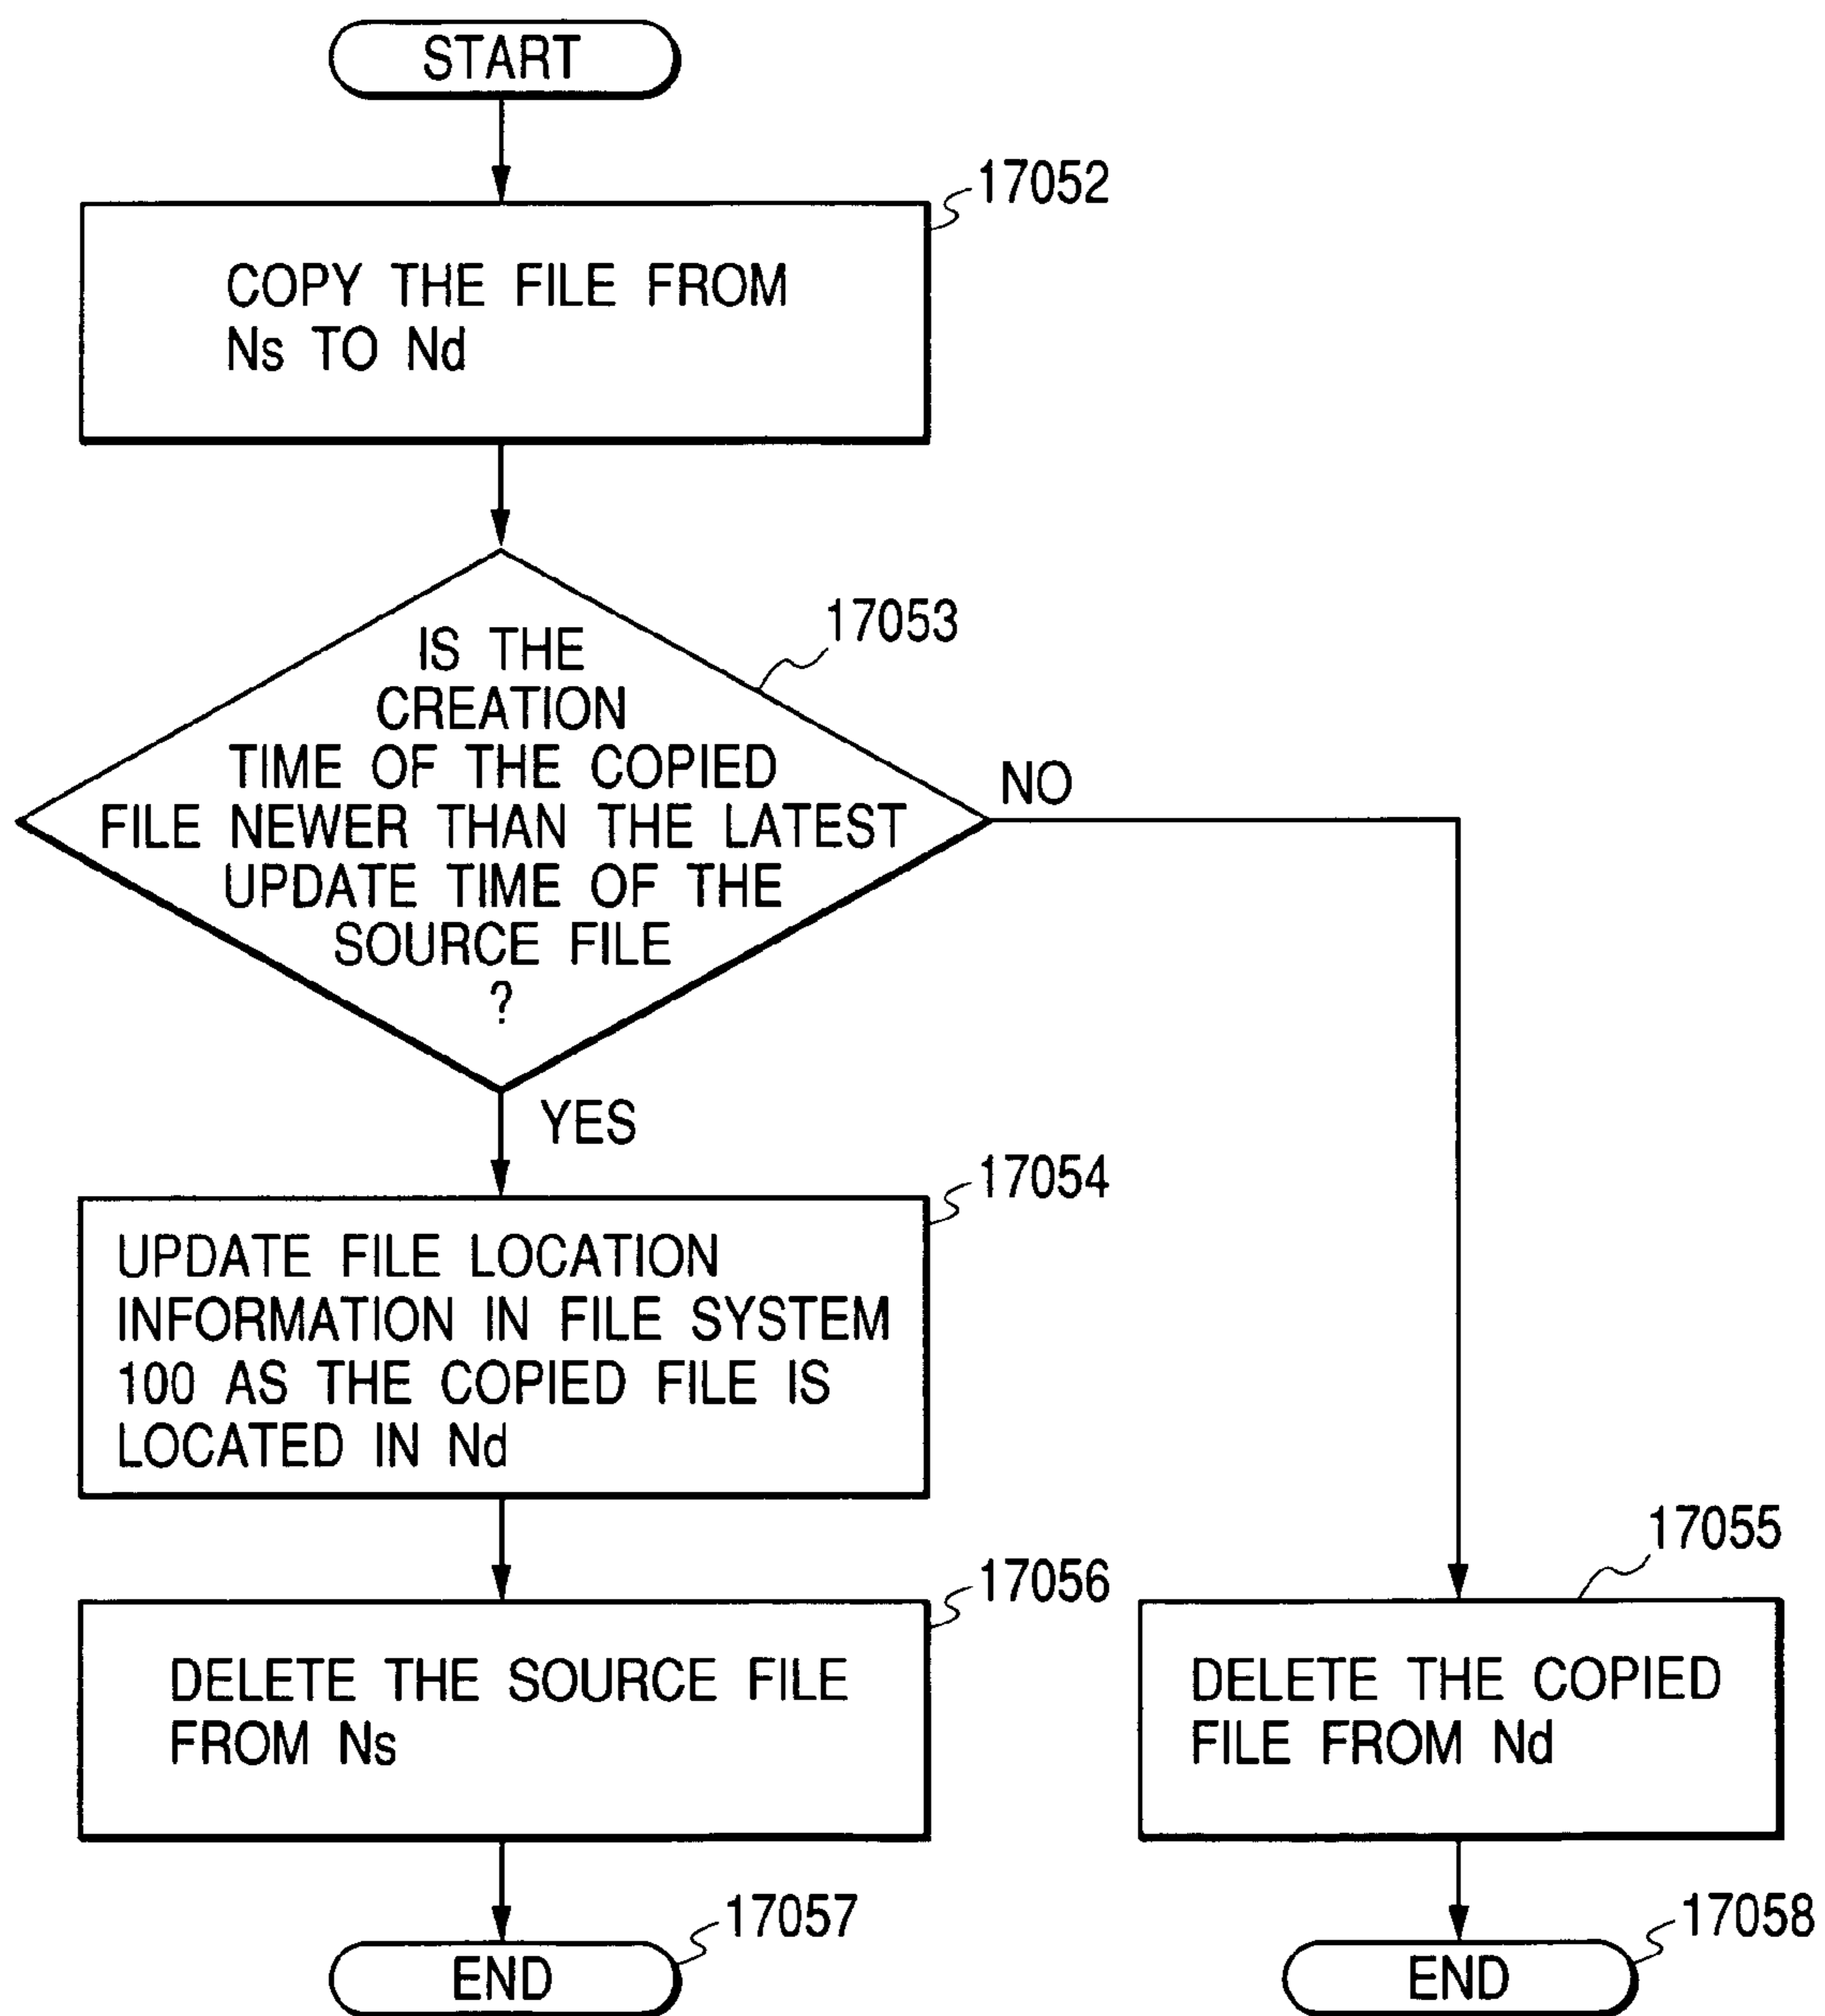 START
17052
COPY THE FILE FROM
Ns TO Nd
17053
IS THE
CREATION
TIME OF THE COPIED
FILE NEWER THAN THE LATEST
UPDATE TIME OF THE
SOURCE FILE
?
NO
YES
17054
UPDATE FILE LOCATION
INFORMATION IN FILE SYSTEM
100 AS THE COPIED FILE IS
LOCATED IN Nd
17056
DELETE THE SOURCE FILE
FROM Ns
17055
DELETE THE COPIED
FILE FROM Nd
17057
END
17058
END